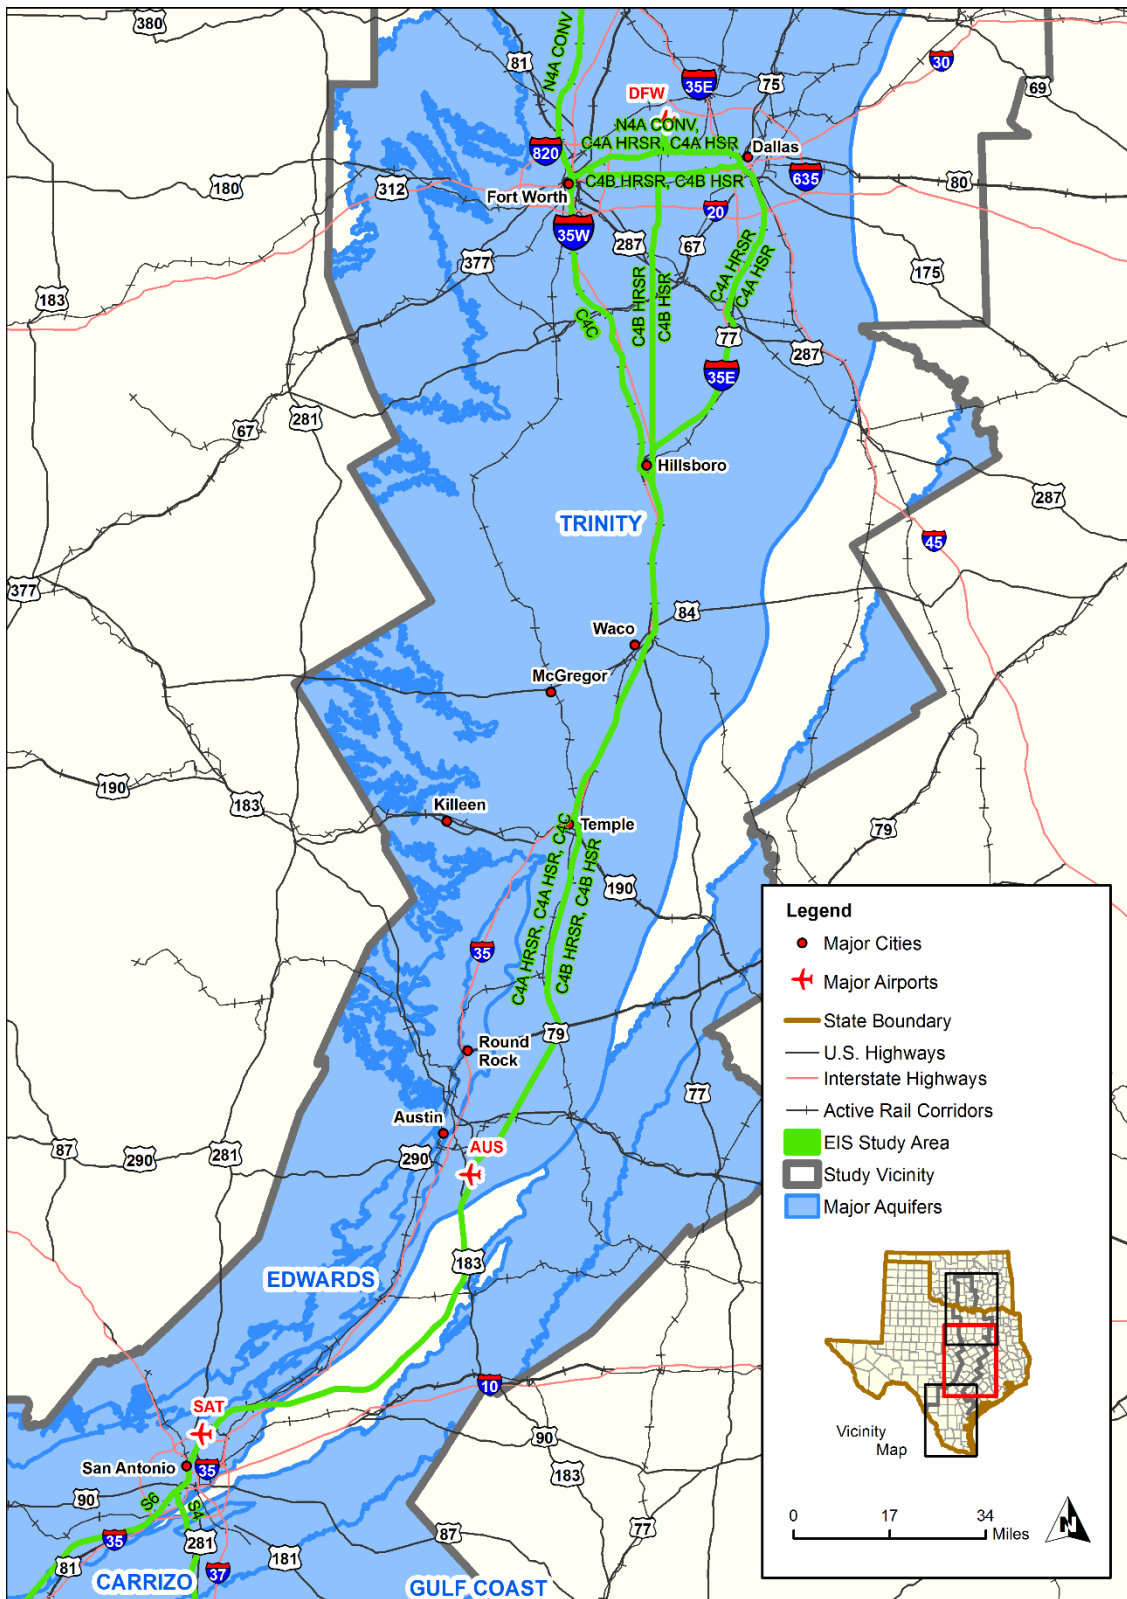 380
N4A CONV
81
35E
75
30
69
DFW
N4A CONV,
C4A HRSR, C4A HSR
820
Dallas
180
312
C4B HRSR, C4B HSR
635
80
Fort Worth
20
35W
287
67
377
175
183
C4B HRSR
C4B HSR
C4A HRSR
C4A HSR
C4C
77
287
35E
281
67
Hillsboro
287
TRINITY
45
377
84
Waco
McGregor
190
183
Killeen
Temple
79
C4A HRSR, C4A HSR, C4C
C4B HRSR, C4B HSR
190
35
79
Round
Rock
77
Austin
AUS
87
290
281
290
183
EDWARDS
10
SAT
90
San Antonio
35
183
90
S6
S4
77
35
281
87
81
181
37
CARRIZO
GULF COAST
Legend
Major Cities
Major Airports
State Boundary
U.S. Highways
Interstate Highways
Active Rail Corridors
EIS Study Area
Study Vicinity
Major Aquifers
Vicinity
Map
0 17 34
Miles
N